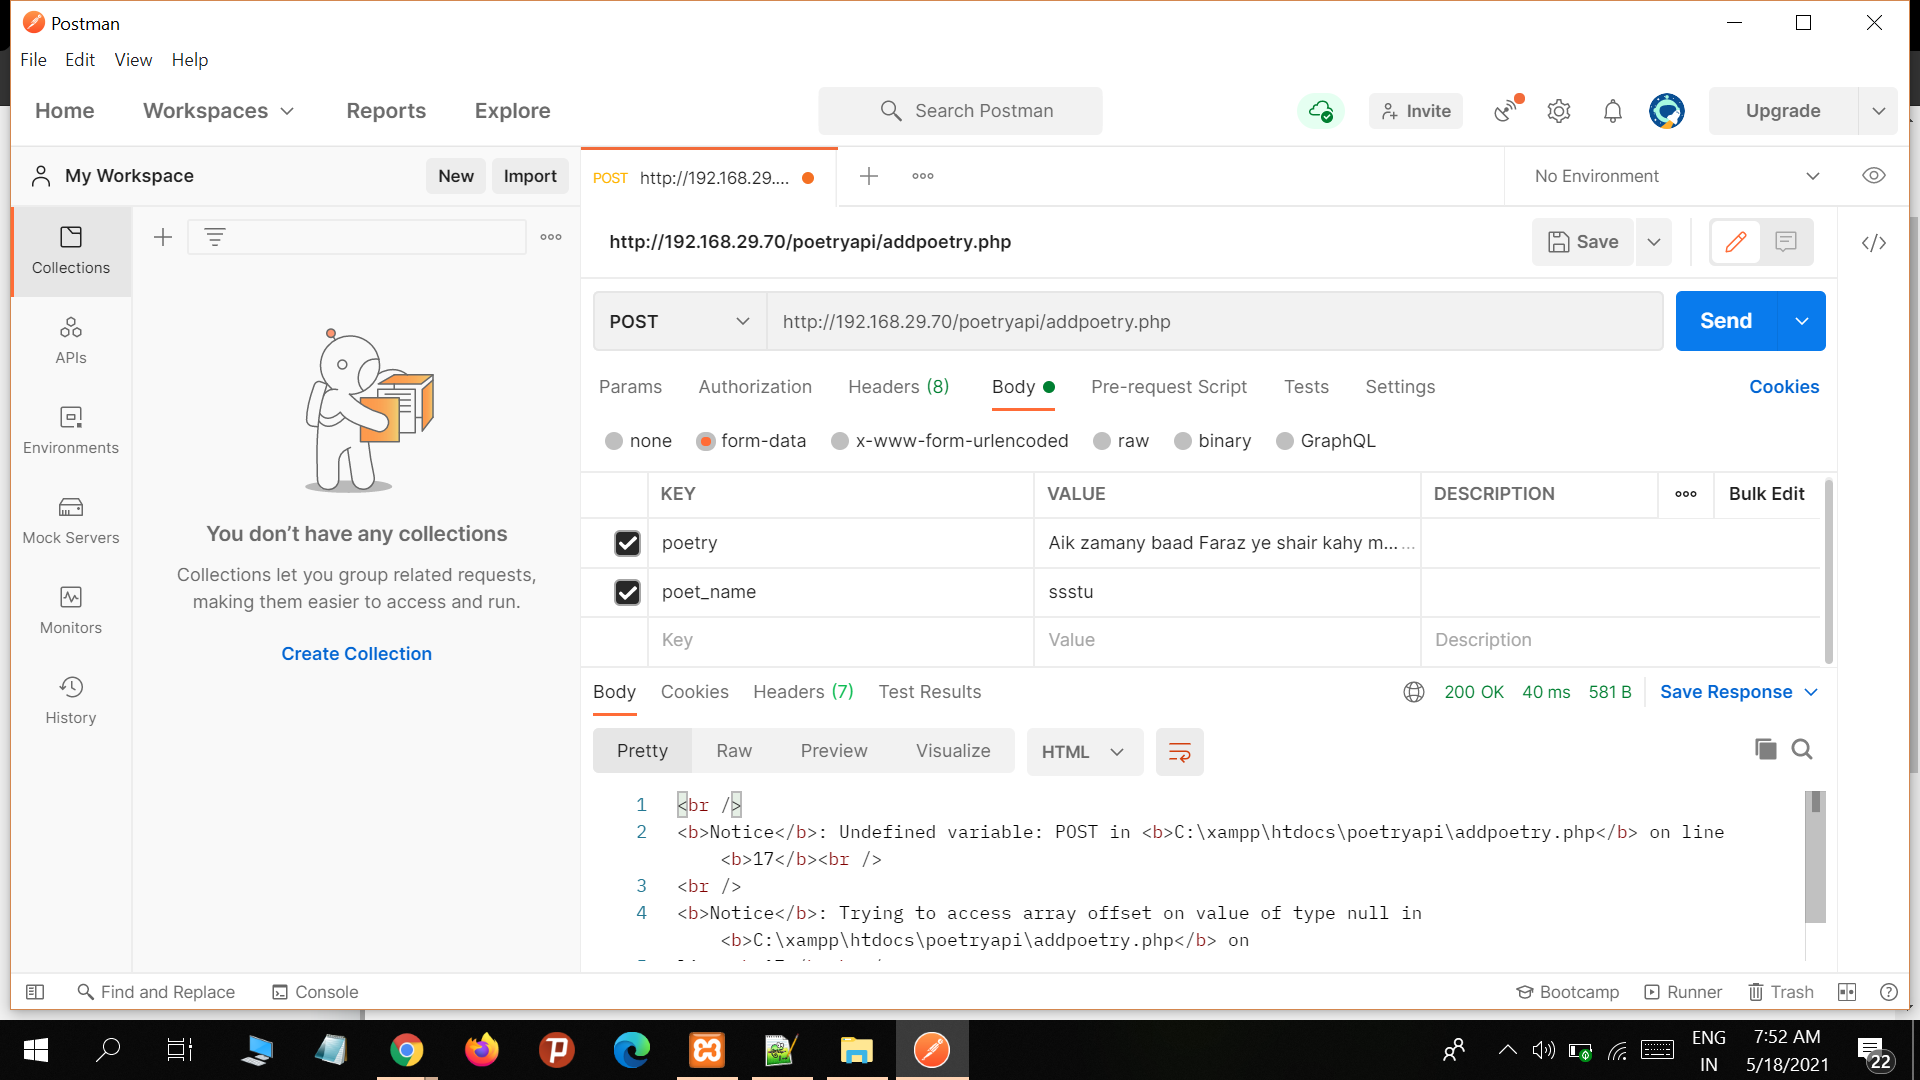 Postman
File Edit View Help
Home Workspaces Reports Explore Search Postman Invite Upgrade
My Workspace New Import POST http://192.168.29.... No Environment
Collections
http://192.168.29.70/poetryapi/addpoetry.php Save
POST http://192.168.29.70/poetryapi/addpoetry.php Send
APIs
Params Authorization Headers (8) Body Pre-request Script Tests Settings Cookies
Environments
none form-data x-www-form-urlencoded raw binary GraphQL
KEY VALUE DESCRIPTION Bulk Edit
Mock Servers
You don’t have any collections
poetry Aik zamany baad Faraz ye shair kahy m...
Collections let you group related requests,
making them easier to access and run.
poet_name ssstu
Monitors
Key Value Description
Create Collection
Body Cookies Headers (7) Test Results 200 OK 40 ms 581 B Save Response
History
Pretty Raw Preview Visualize HTML
1 <br />
2 <b>Notice</b>: Undefined variable: POST in <b>C:\xampp\htdocs\poetryapi\addpoetry.php</b> on line
<b>17</b><br />
3 <br />
4 <b>Notice</b>: Trying to access array offset on value of type null in
<b>C:\xampp\htdocs\poetryapi\addpoetry.php</b> on
Find and Replace Console Bootcamp Runner Trash
ENG 7:52 AM
IN 5/18/2021 22